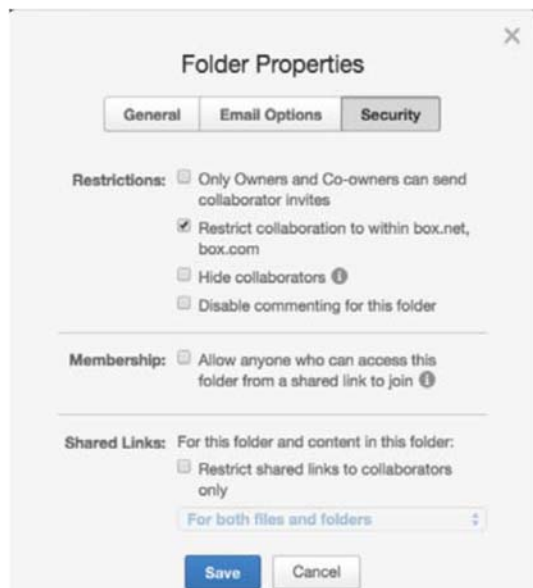 Folder Properties
General Email Options Security
Restrictions: Only Owners and Co-owners can send
collaborator invites
Restrict collaboration to within box.net,
box.com
Hide collaborators
Disable commenting for this folder
Membership: Allow anyone who can access this
folder from a shared link to join
Shared Links: For this folder and content in this folder:
Restrict shared links to collaborators
only
For both files and folders
Save Cancel